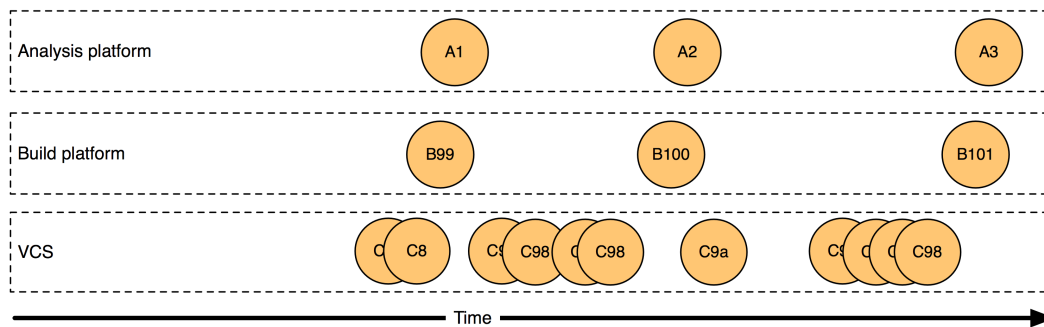 Analysis platform
A1
A2
A3
Build platform
B99
B100
B101
VCS
C8
C98
C98
C9a
C98
Time